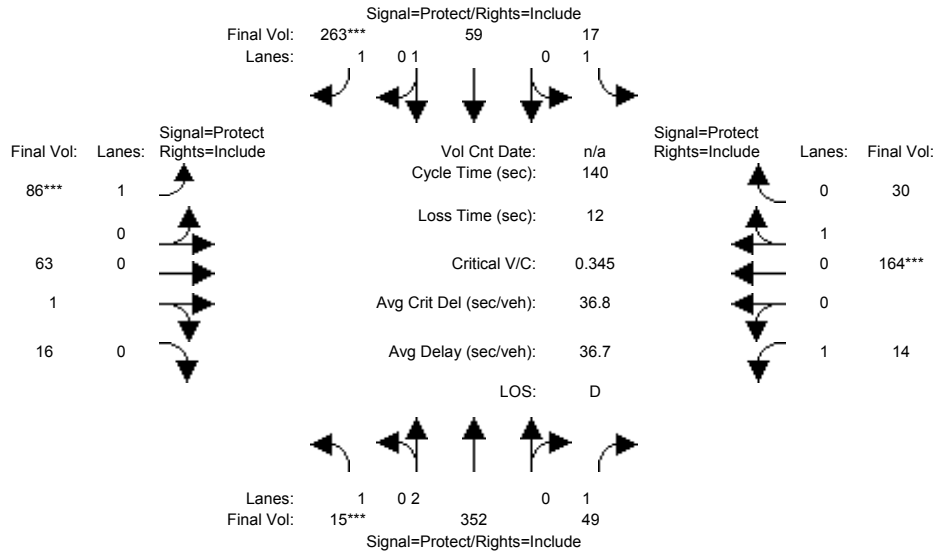 Signal=Protect/Rights=Include
Final Vol: 263*** 59 17
Lanes: 1 0 1 0 1
Signal=Protect
Final Vol: Lanes: Rights=Include
Vol Cnt Date: n/a
Signal=Protect
Rights=Include Lanes: Final Vol:
Cycle Time (sec): 140
86*** 1
0 30
Loss Time (sec): 12
0
1
63 0
Critical V/C: 0.345
0 164***
1 0
Avg Crit Del (sec/veh): 36.8
0
16 0
Avg Delay (sec/veh): 36.7
1 14
LOS: D
Lanes: 1 0 2 0 1
Final Vol: 15*** 352 49
Signal=Protect/Rights=Include